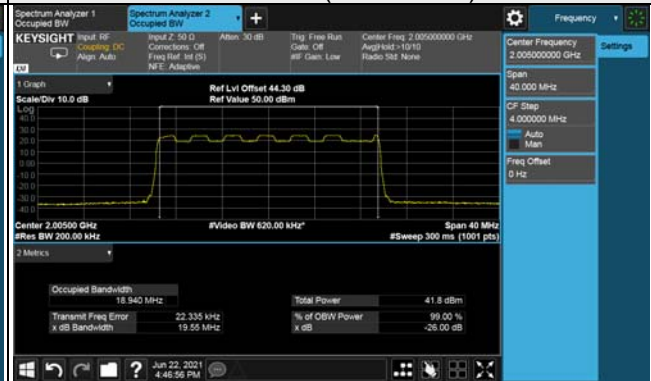 Spectrum Analyzer 1
Occupied BW
Spectrum Analyzer 2
Occupied BW
+
Frequency
KEYSIGHT
Input: RF
Coupling: DC
Align: Auto
Input Z: 50 Ω
Corrections: Off
Freq Ref: Int (S)
NFE: Adaptive
Atten: 30 dB
Trig: Free Run
Gate: Off
#IF Gain: Low
Center Freq: 2.005000000 GHz
Avg|Hold:>10/10
Radio Std: None
Center Frequency
2.005000000 GHz
Settings
Span
40.000 MHz
CF Step
4.000000 MHz
Auto
Man
Freq Offset
0 Hz
1 Graph
Scale/Div 10.0 dB
Ref Lvl Offset 44.30 dB
Ref Value 50.00 dBm
Log
40.0
30.0
20.0
10.0
0.00
-10.0
-20.0
-30.0
-40.0
Center 2.00500 GHz
#Res BW 200.00 kHz
#Video BW 620.00 kHz*
Span 40 MHz
#Sweep 300 ms (1001 pts)
2 Metrics
Occupied Bandwidth
18.940 MHz
Total Power 41.8 dBm
Transmit Freq Error 22.335 kHz
% of OBW Power 99.00 %
x dB Bandwidth 19.55 MHz
x dB -26.00 dB
?
Jun 22, 2021
4:46:56 PM